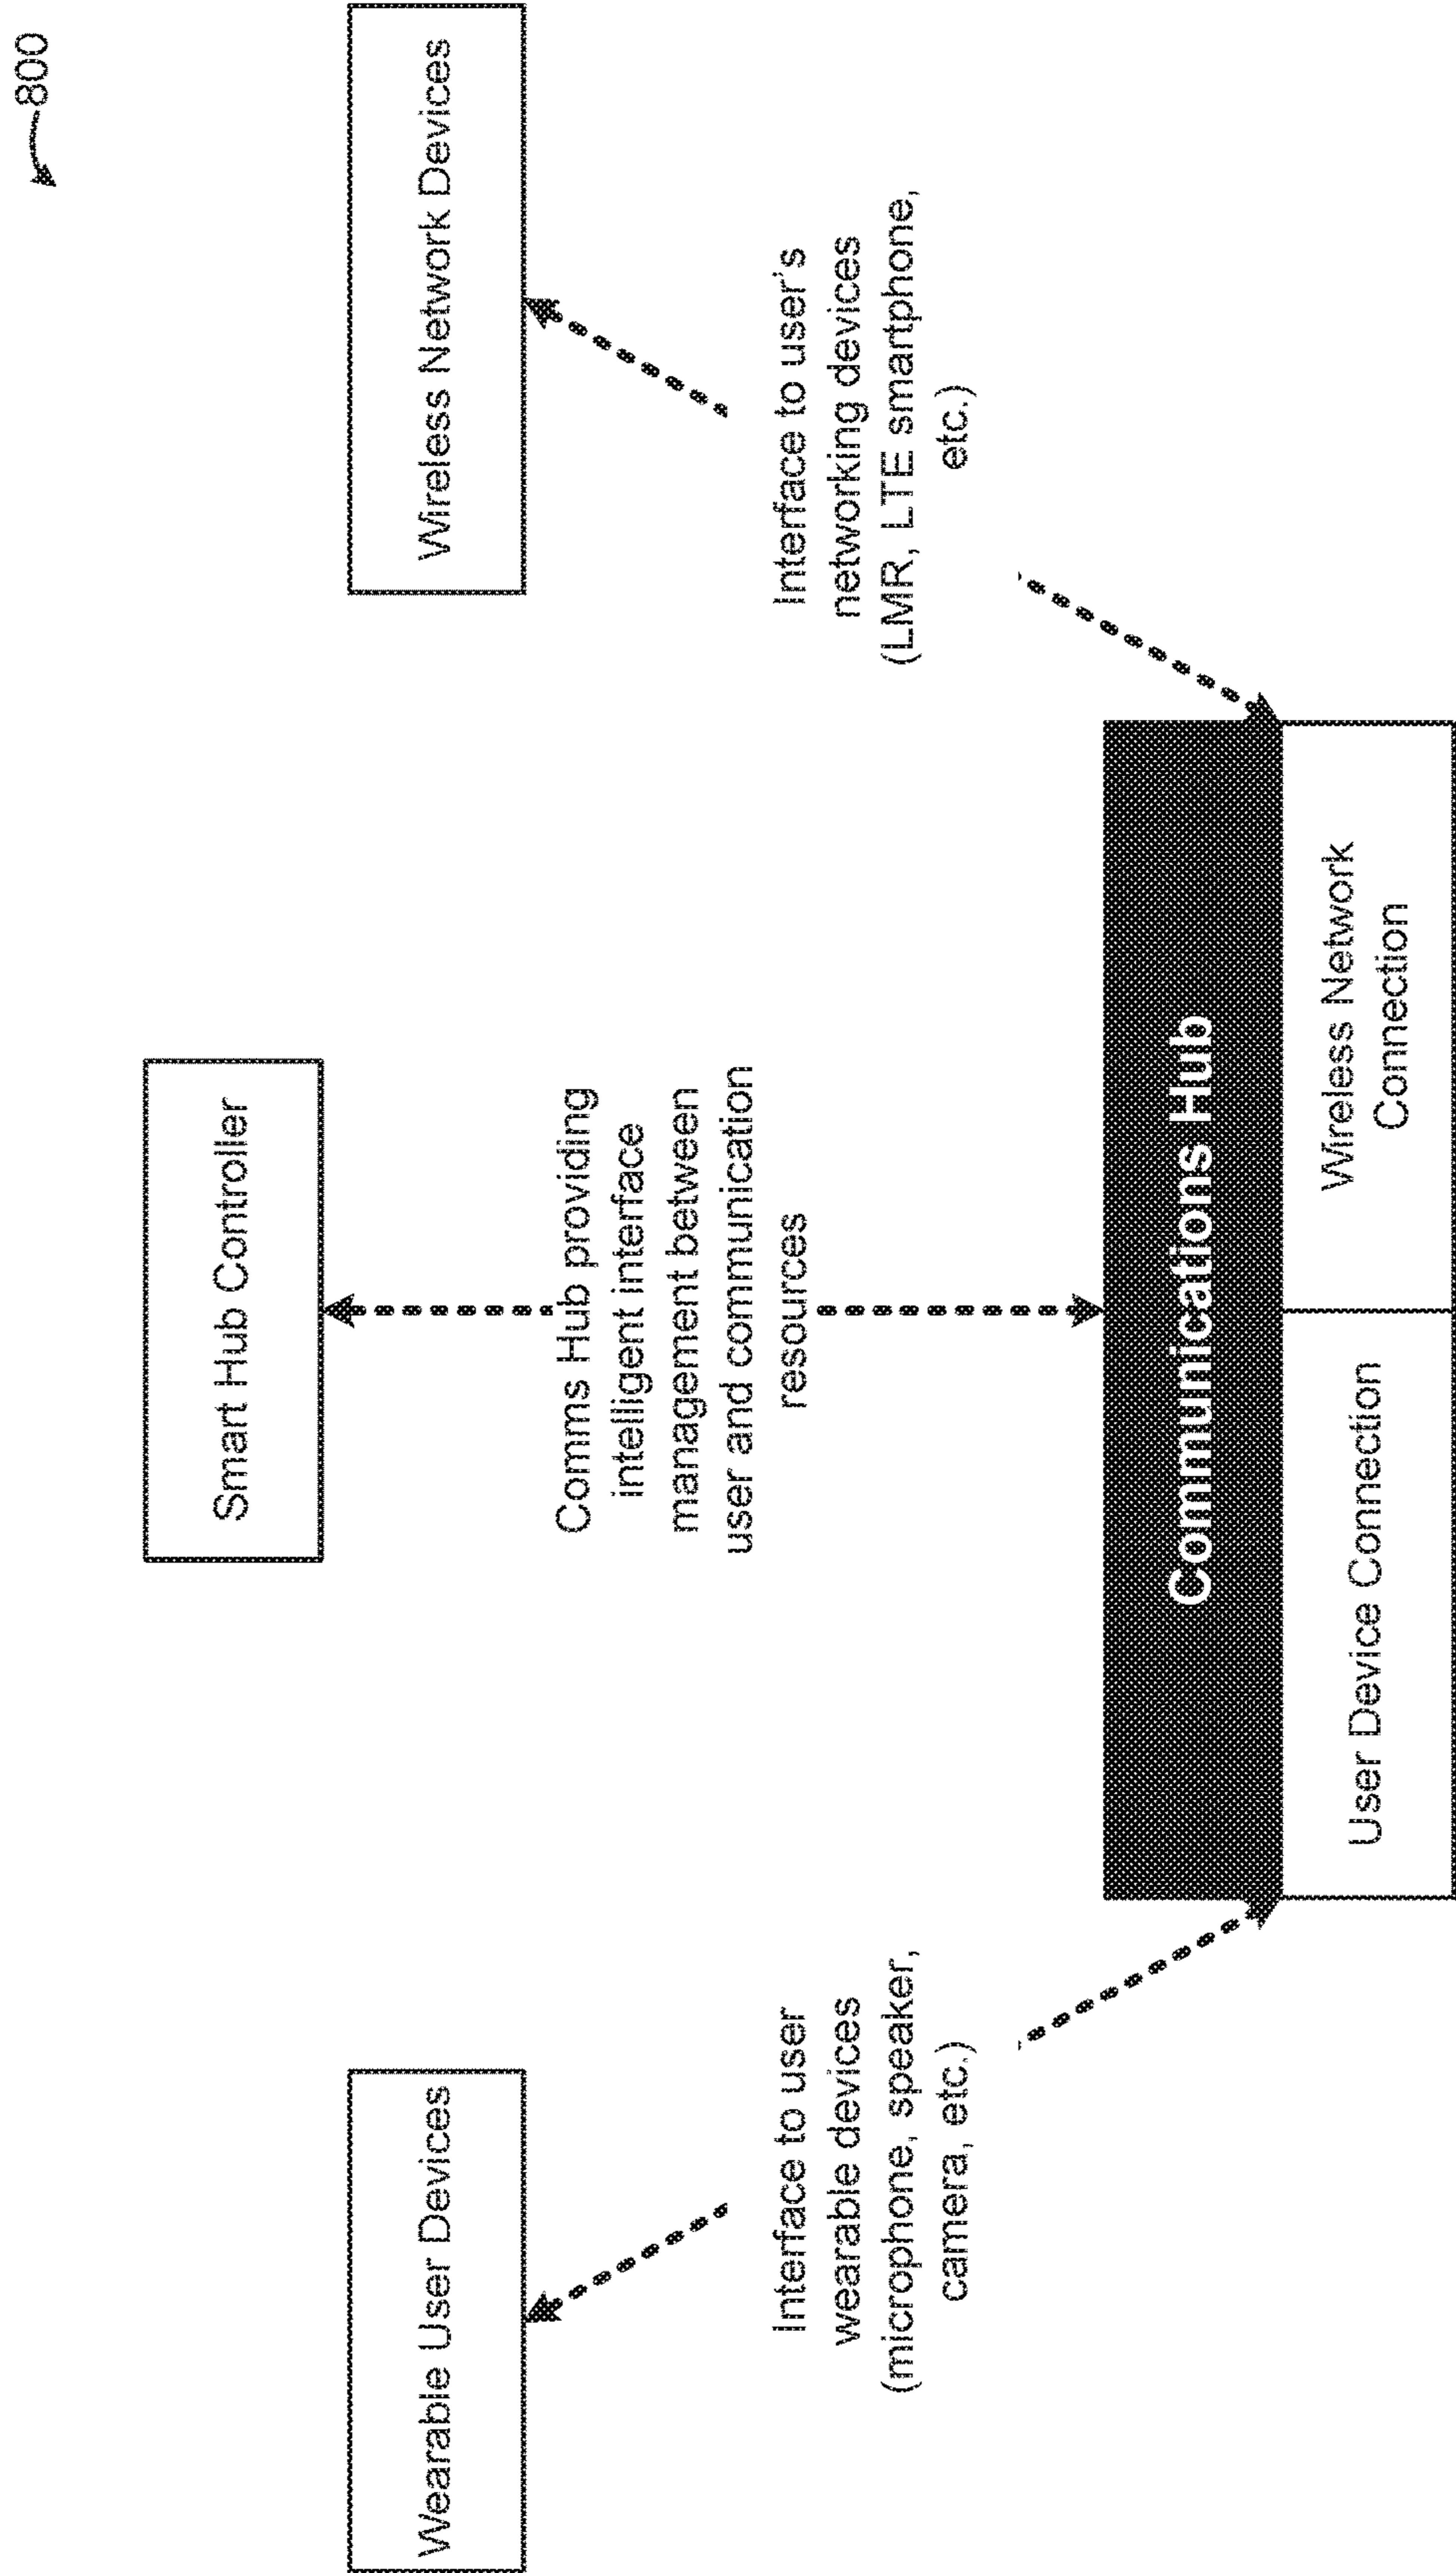 800
Smart Hub Controller
Wearable User Devices
Wireless Network Devices
Comms Hub providing
intelligent interface
management between
user and communication
resources
Interface to user
wearable devices
(microphone, speaker,
camera, etc.)
Interface to user's
networking devices
(LMR, LTE smartphone,
etc.)
Communications Hub
User Device Connection
Wireless Network
Connection